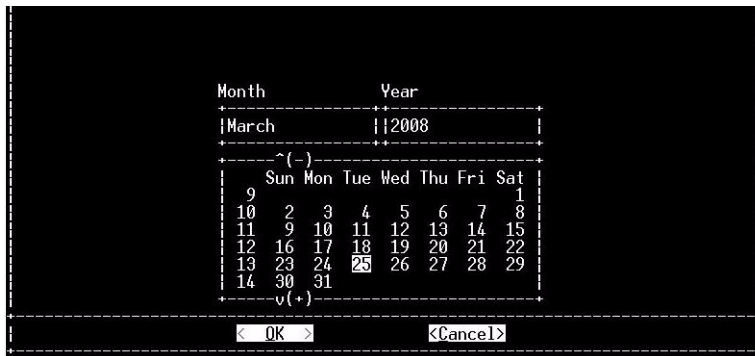 Month Year
March 2008
^(-)
Sun Mon Tue Wed Thu Fri Sat
9 1
10 2 3 4 5 6 7 8
11 9 10 11 12 13 14 15
12 16 17 18 19 20 21 22
13 23 24 25 26 27 28 29
14 30 31
v(+)
< OK > <Cancel>